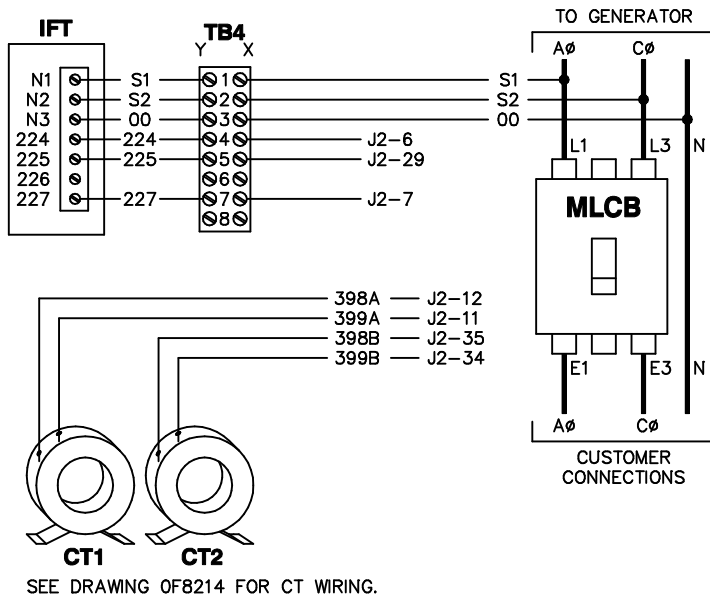 IFT
TB4
Y X
TO GENERATOR
AØ CØ
N1 S1 1 S1
N2 S2 2 S2
N3 00 3 00
224 224 4 J2-6
225 225 5 J2-29
226 6
227 227 7 J2-7
8
L1 L3 N
MLCB
398A J2-12
399A J2-11
398B J2-35
399B J2-34
E1 E3 N
AØ CØ
CUSTOMER
CONNECTIONS
CT1 CT2
SEE DRAWING 0F8214 FOR CT WIRING.